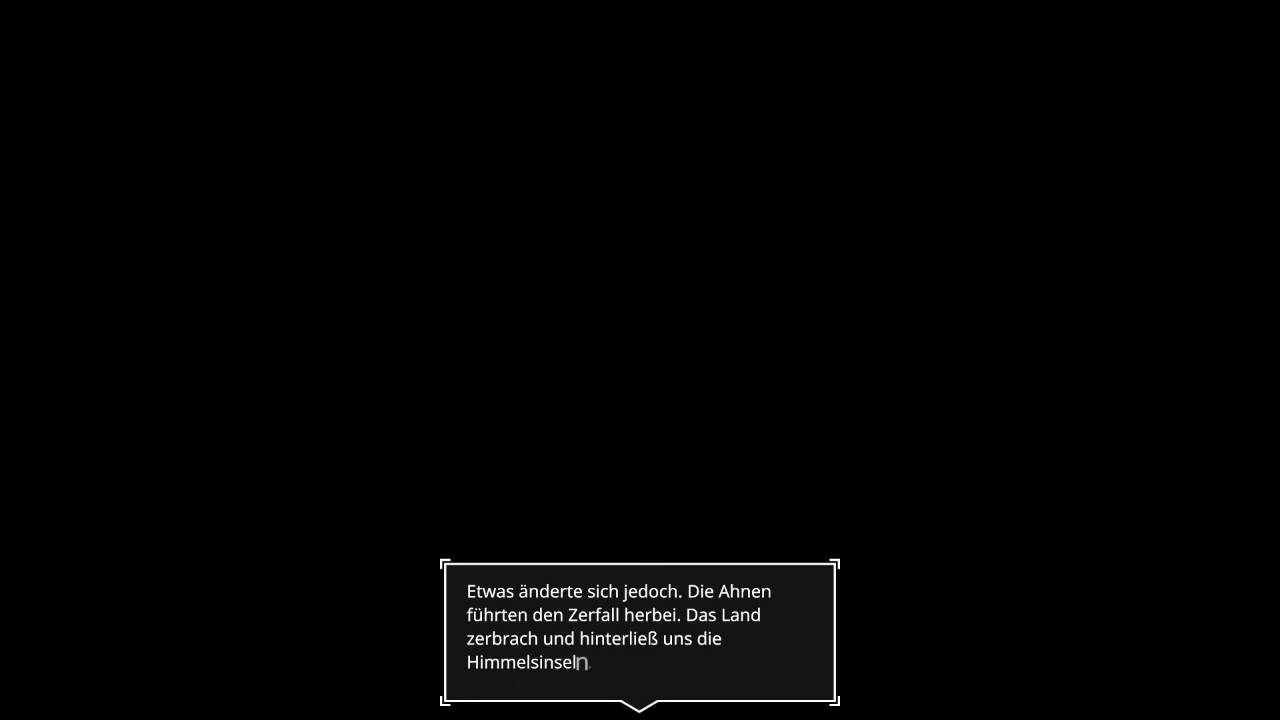 Etwas änderte sich jedoch. Die Ahnen
führten den Zerfall herbei. Das Land
zerbrach und hinterließ uns die
Himmelsinseln.